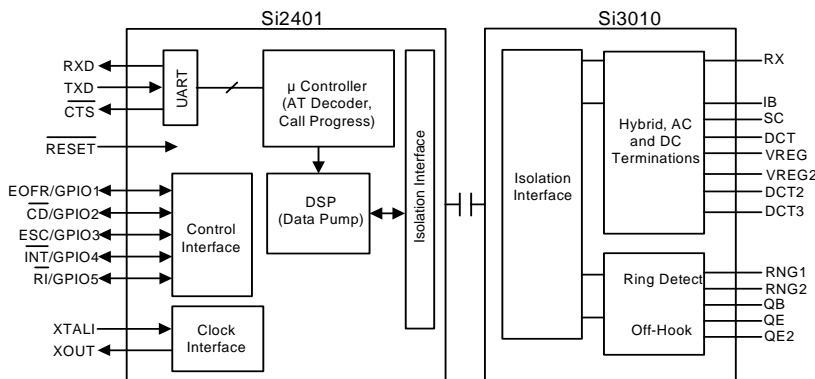 Si2401
Si3010
RXD
TXD
CTS
RESET
EOFR/GPIO1
CD/GPIO2
ESC/GPIO3
INT/GPIO4
RI/GPIO5
XTALI
XOUT
UART
µ Controller
(AT Decoder,
Call Progress)
DSP
(Data Pump)
Control
Interface
Clock
Interface
Isolation Interface
Isolation
Interface
Hybrid, AC
and DC
Terminations
Ring Detect
Off-Hook
RX
IB
SC
DCT
VREG
VREG2
DCT2
DCT3
RNG1
RNG2
QB
QE
QE2